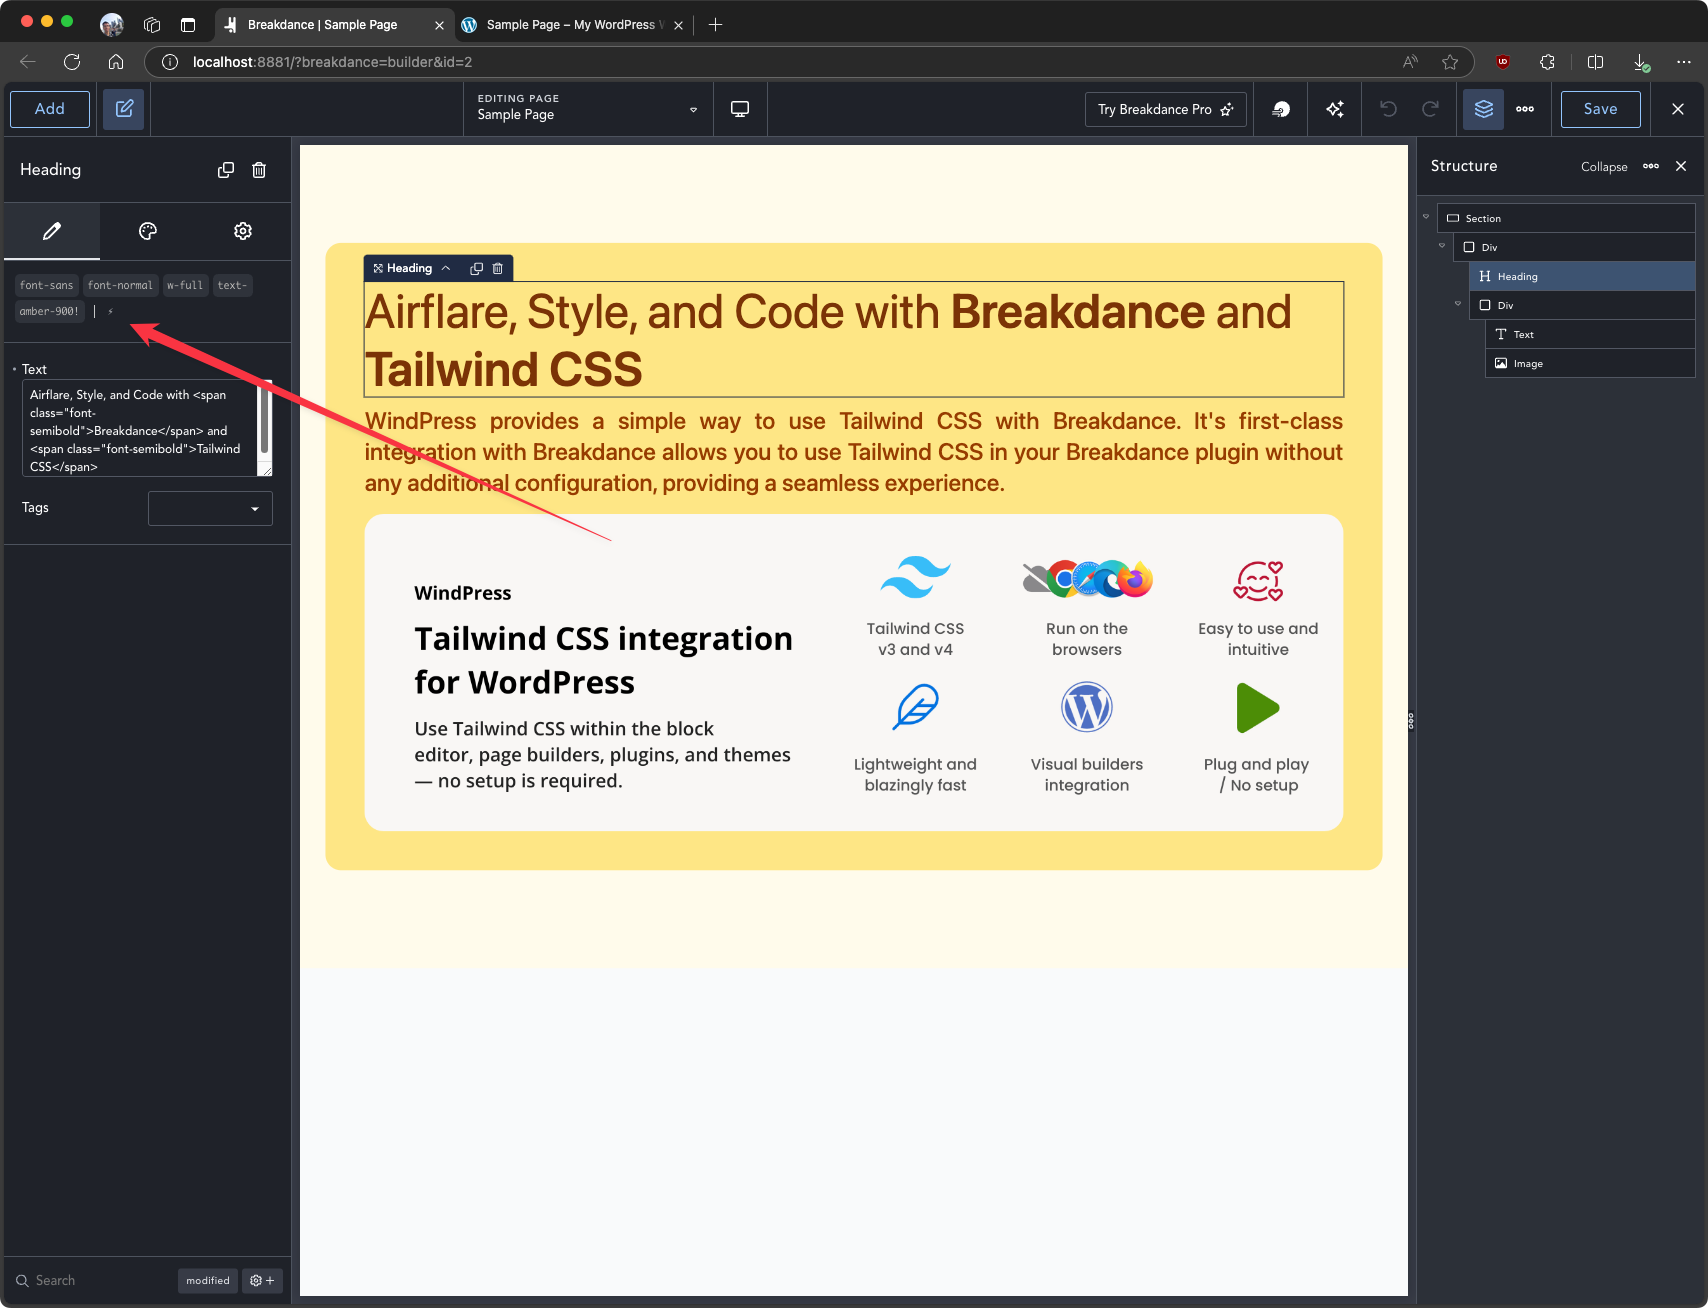 Breakdance | Sample Page
Sample Page – My WordPress
localhost:8881/?breakdance=builder&id=2
Add
EDITING PAGE
Sample Page
Try Breakdance Pro
Save
Heading
font-sans
font-normal
w-full
text-
amber-900!
Text
Airflare, Style, and Code with <span
class="font-
semibold">Breakdance</span> and
<span class="font-semibold">Tailwind
CSS</span>
Tags
Search
modified
Heading
Airflare, Style, and Code with Breakdance and
Tailwind CSS
WindPress provides a simple way to use Tailwind CSS with Breakdance. It's first-class
integration with Breakdance allows you to use Tailwind CSS in your Breakdance plugin without
any additional configuration, providing a seamless experience.
WindPress
Tailwind CSS integration
for WordPress
Use Tailwind CSS within the block
editor, page builders, plugins, and themes
— no setup is required.
Tailwind CSS
v3 and v4
Run on the
browsers
Easy to use and
intuitive
Lightweight and
blazingly fast
Visual builders
integration
Plug and play
/ No setup
Structure
Collapse
Section
Div
Heading
Div
Text
Image